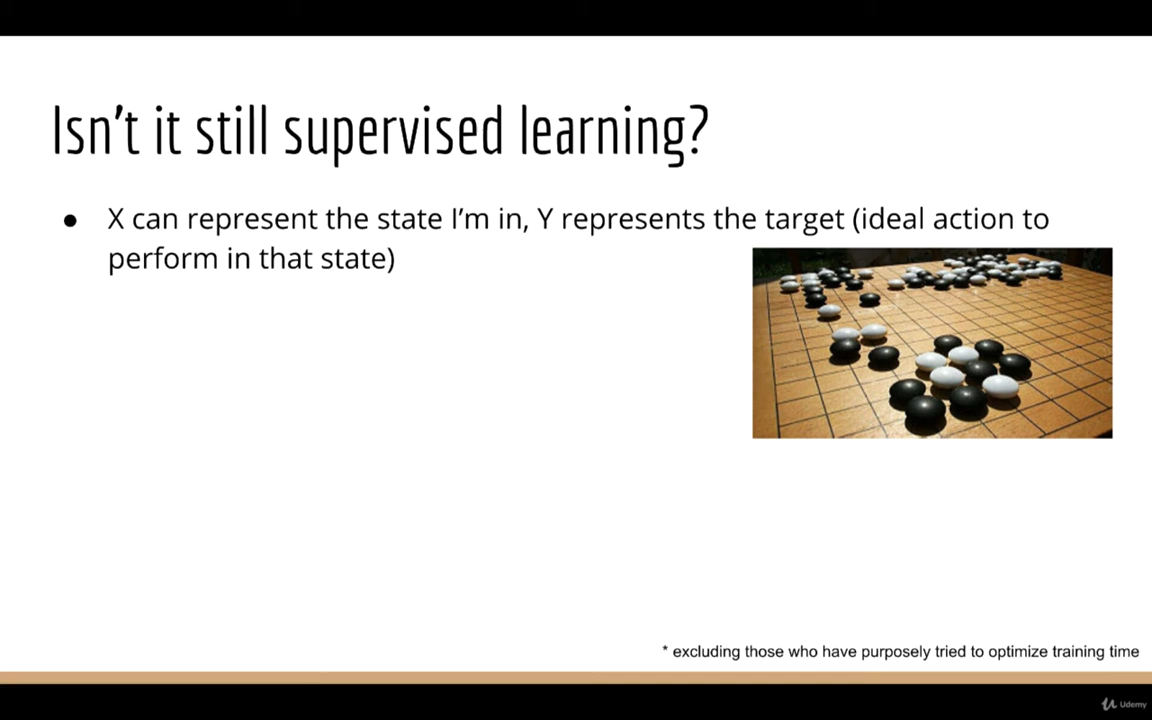 Isn't it still supervised learning?
● X can represent the state I'm in, Y represents the target (ideal action to
perform in that state)
* excluding those who have purposely tried to optimize training time
Udemy